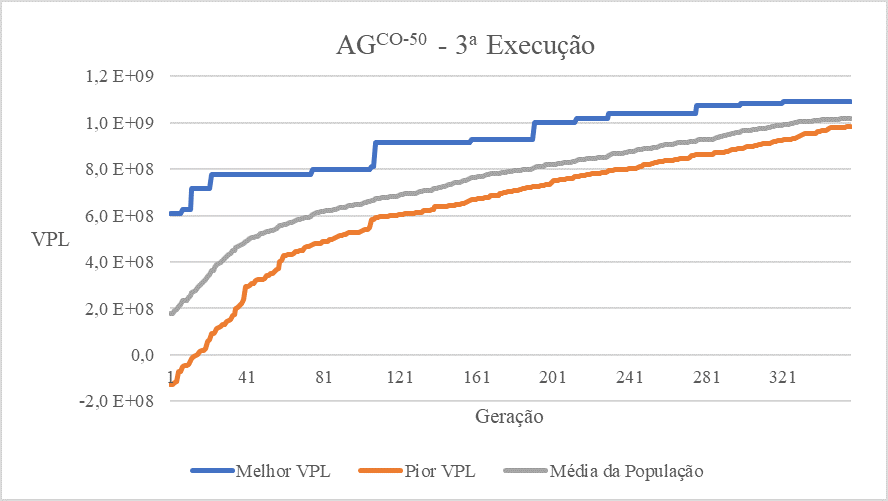 AGCO-50 - 3ª Execução
1,2 E+09
1,0 E+09
8,0 E+08
6,0 E+08
VPL
4,0 E+08
2,0 E+08
0,0
1 41 81 121 161 201 241 281 321
-2,0 E+08
Geração
Melhor VPL Pior VPL Média da População